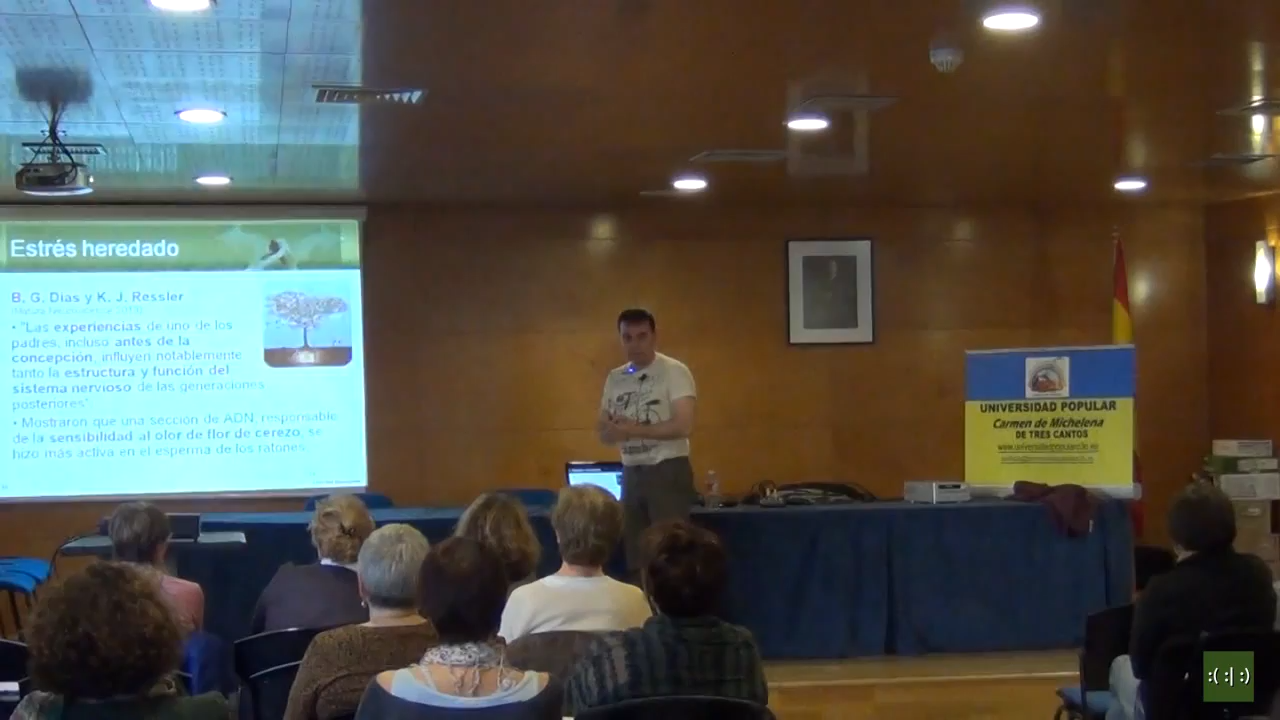 Estrés heredado
B. G. Dias y K. J. Ressler
• "Las experiencias de uno de los
padres, incluso antes de la
concepción, influyen notablemente
tanto la estructura y función del
sistema nervioso de las generaciones
posteriores".
• Mostraron que una sección de ADN, responsable
de la sensibilidad al olor de flor de cerezo, se
hizo más activa en el esperma de los ratones.
UNIVERSIDAD POPULAR
Carmen de Michelena
DE TRES CANTOS
:( :| :)